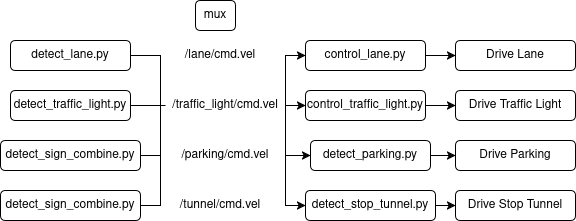 mux
detect_lane.py /lane/cmd.vel control_lane.py Drive Lane
detect_traffic_light.py /traffic_light/cmd.vel control_traffic_light.py Drive Traffic Light
detect_sign_combine.py /parking/cmd.vel detect_parking.py Drive Parking
detect_sign_combine.py /tunnel/cmd.vel detect_stop_tunnel.py Drive Stop Tunnel